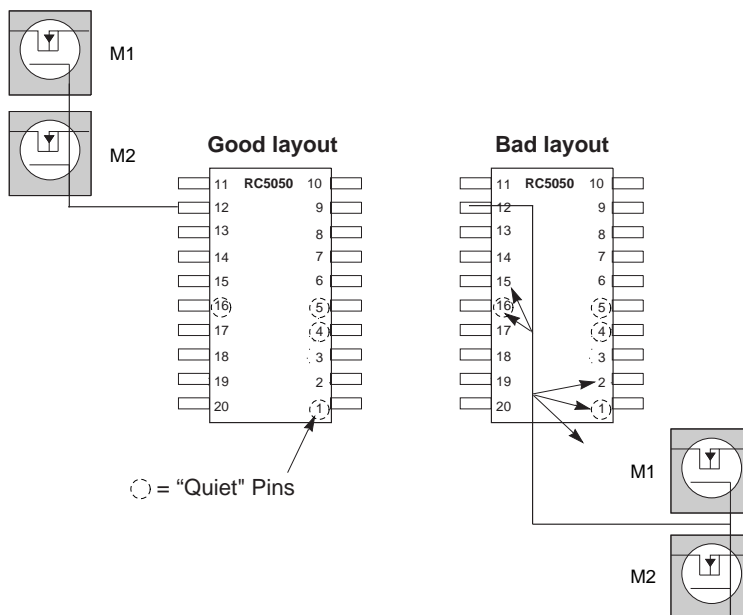 M1
M2
Good layout
Bad layout
11 RC5050 10
12 9
13 8
14 7
15 6
16 5
17 4
18 3
19 2
20 1
11 RC5050 10
12 9
13 8
14 7
15 6
16 5
17 4
18 3
19 2
20 1
= “Quiet" Pins
M1
M2